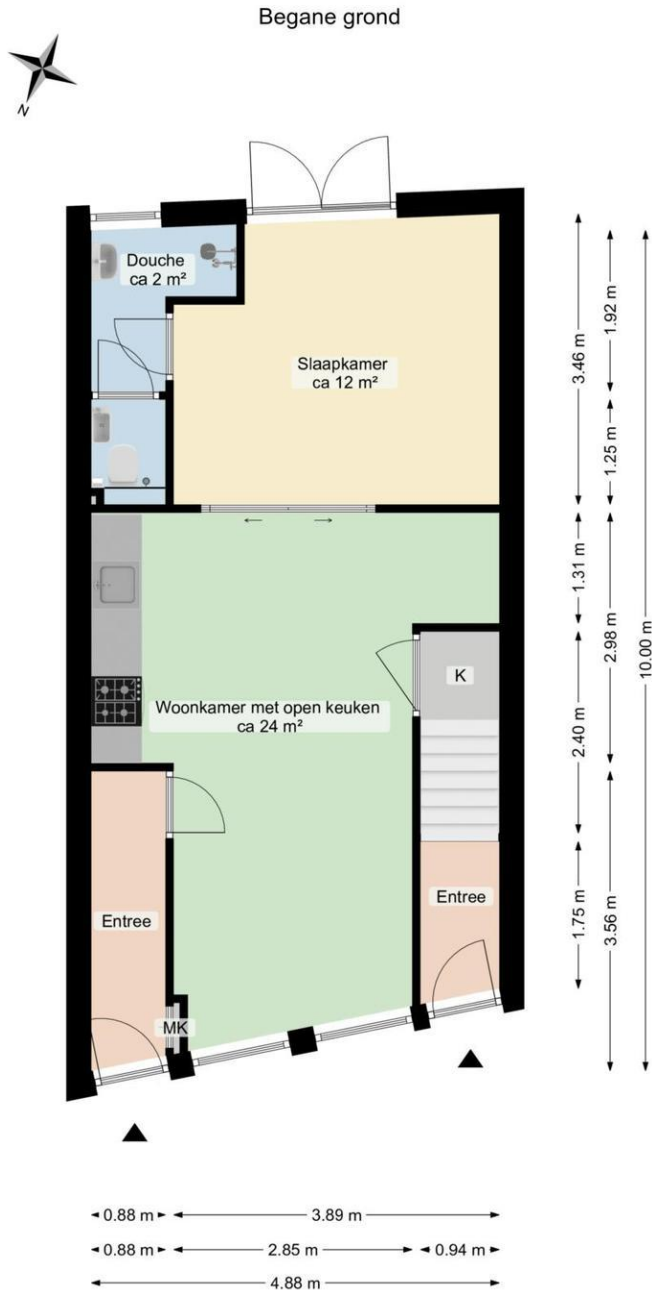 Begane grond
N
Douche
ca 2 m²
Slaapkamer
ca 12 m²
Woonkamer met open keuken
ca 24 m²
K
Entree
Entree
MK
3.46 m
1.92 m
1.25 m
1.31 m
2.98 m
10.00 m
2.40 m
1.75 m
3.56 m
0.88 m
3.89 m
0.88 m
2.85 m
0.94 m
4.88 m